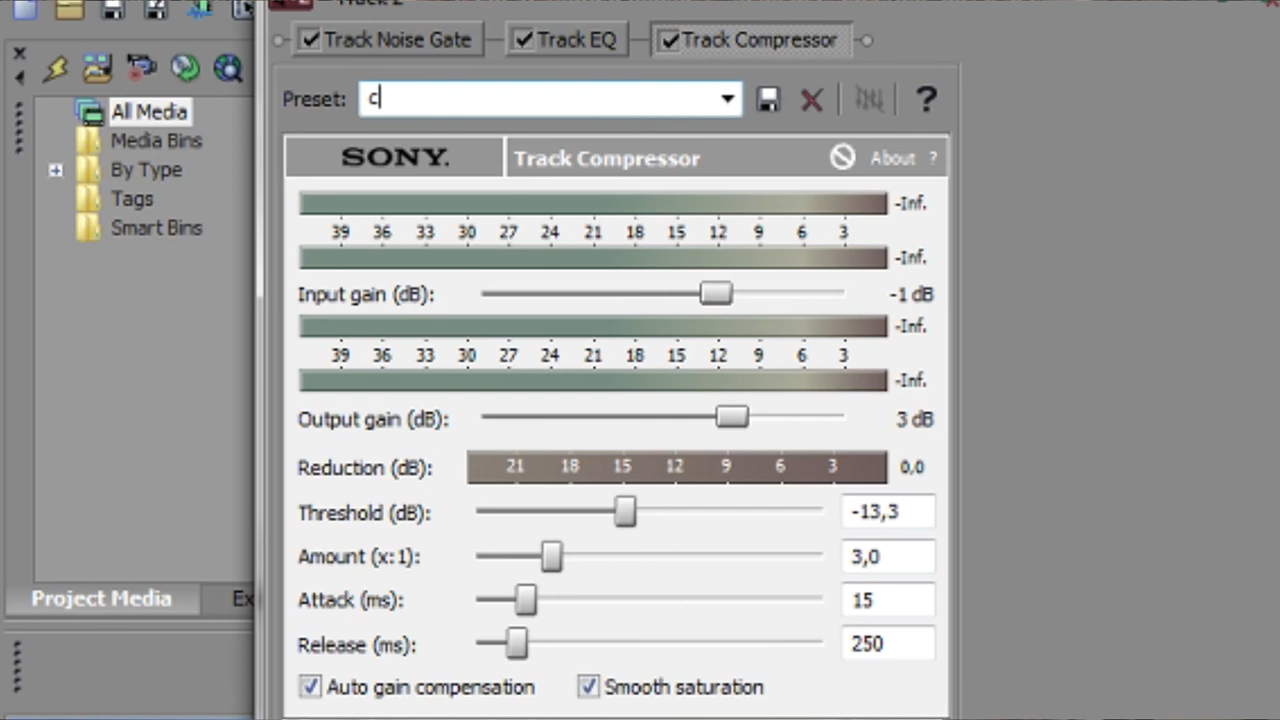 Track 2
Track Noise Gate
Track EQ
Track Compressor
Preset: c
?
All Media
Media Bins
By Type
Tags
Smart Bins
SONY.
Track Compressor
About ?
-Inf.
39 36 33 30 27 24 21 18 15 12 9 6 3
-Inf.
Input gain (dB): -1 dB
-Inf.
39 36 33 30 27 24 21 18 15 12 9 6 3
-Inf.
Output gain (dB): 3 dB
Reduction (dB): 21 18 15 12 9 6 3 0,0
Threshold (dB): -13,3
Amount (x:1): 3,0
Attack (ms): 15
Release (ms): 250
Auto gain compensation
Smooth saturation
Project Media